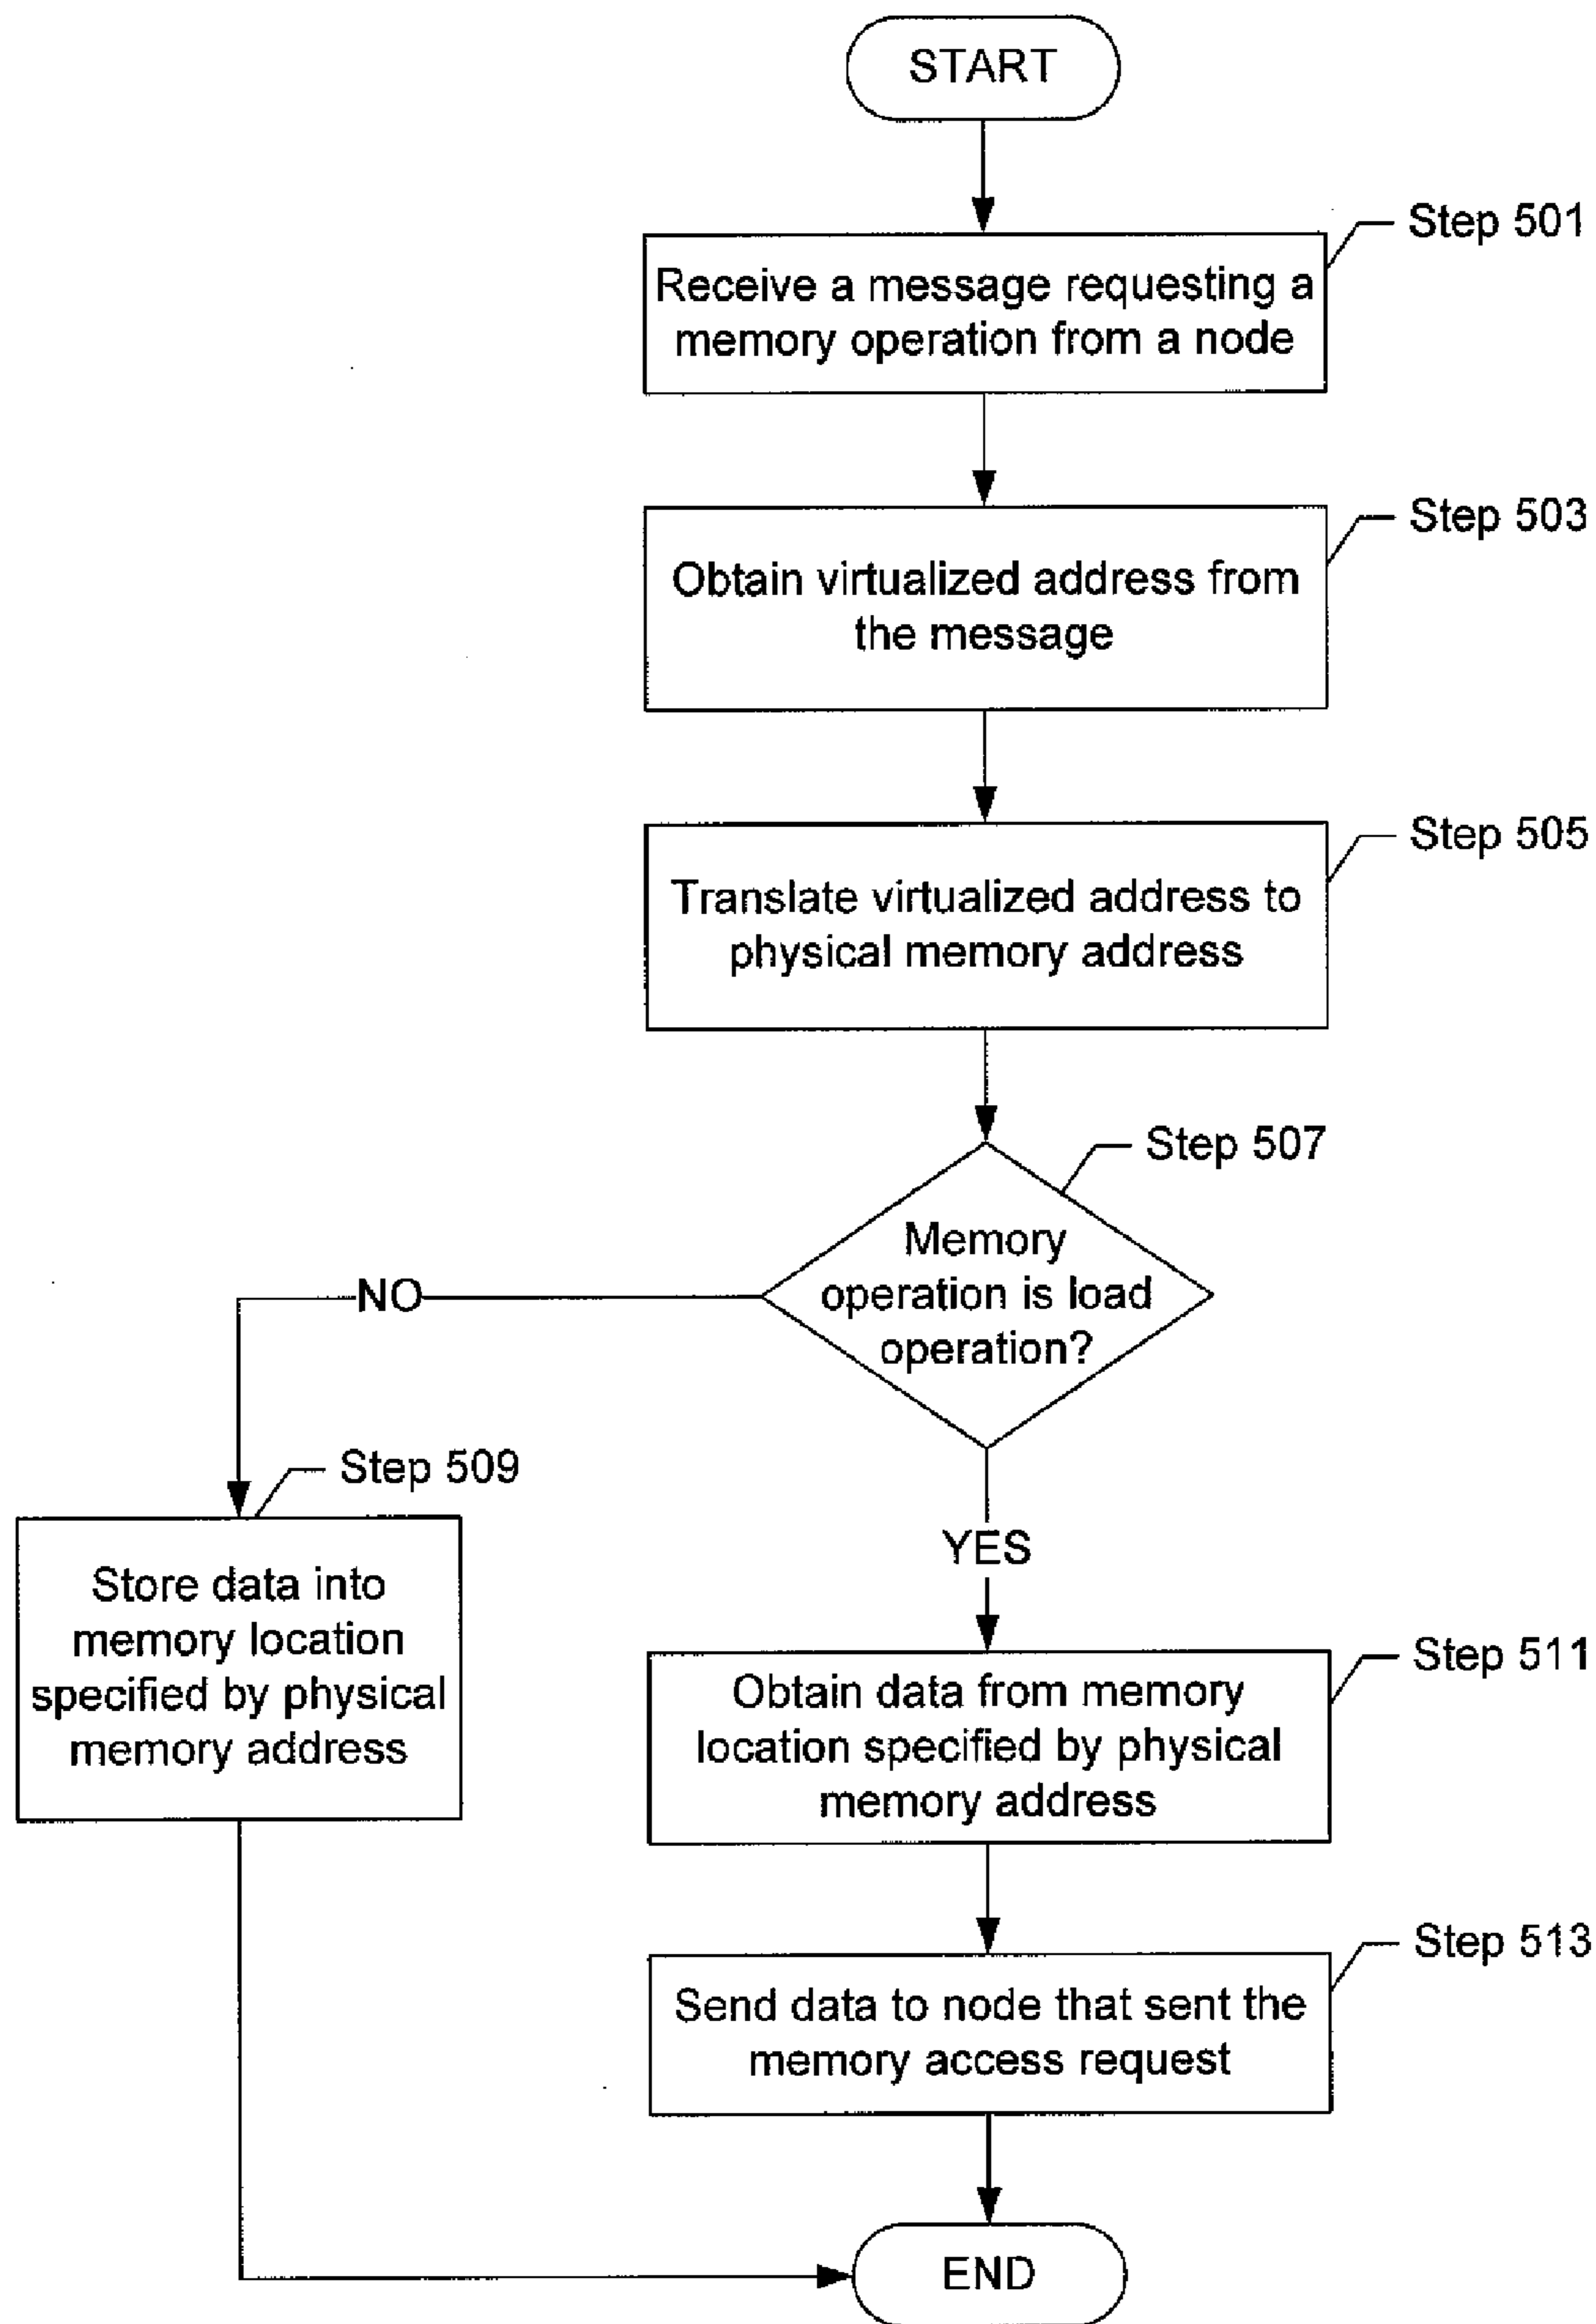 START
Step 501
Receive a message requesting a
memory operation from a node
Step 503
Obtain virtualized address from
the message
Step 505
Translate virtualized address to
physical memory address
Step 507
Memory
operation is load
operation?
NO
YES
Step 509
Store data into
memory location
specified by physical
memory address
Step 511
Obtain data from memory
location specified by physical
memory address
Step 513
Send data to node that sent the
memory access request
END